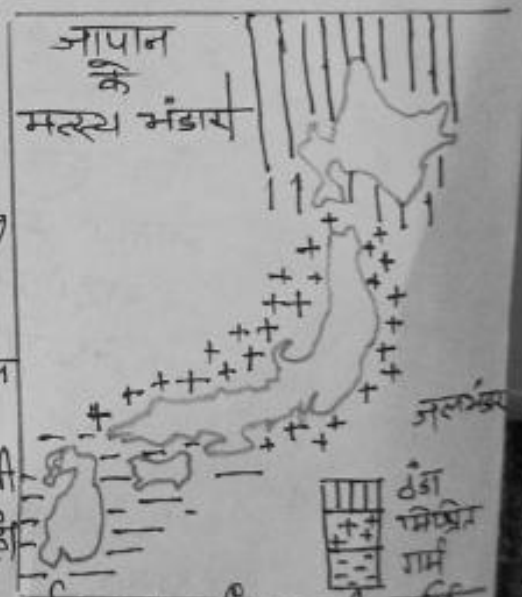 जापान
के
मत्स्य भंडार
जलभंडार
ठंडा
मिश्रित
गर्म